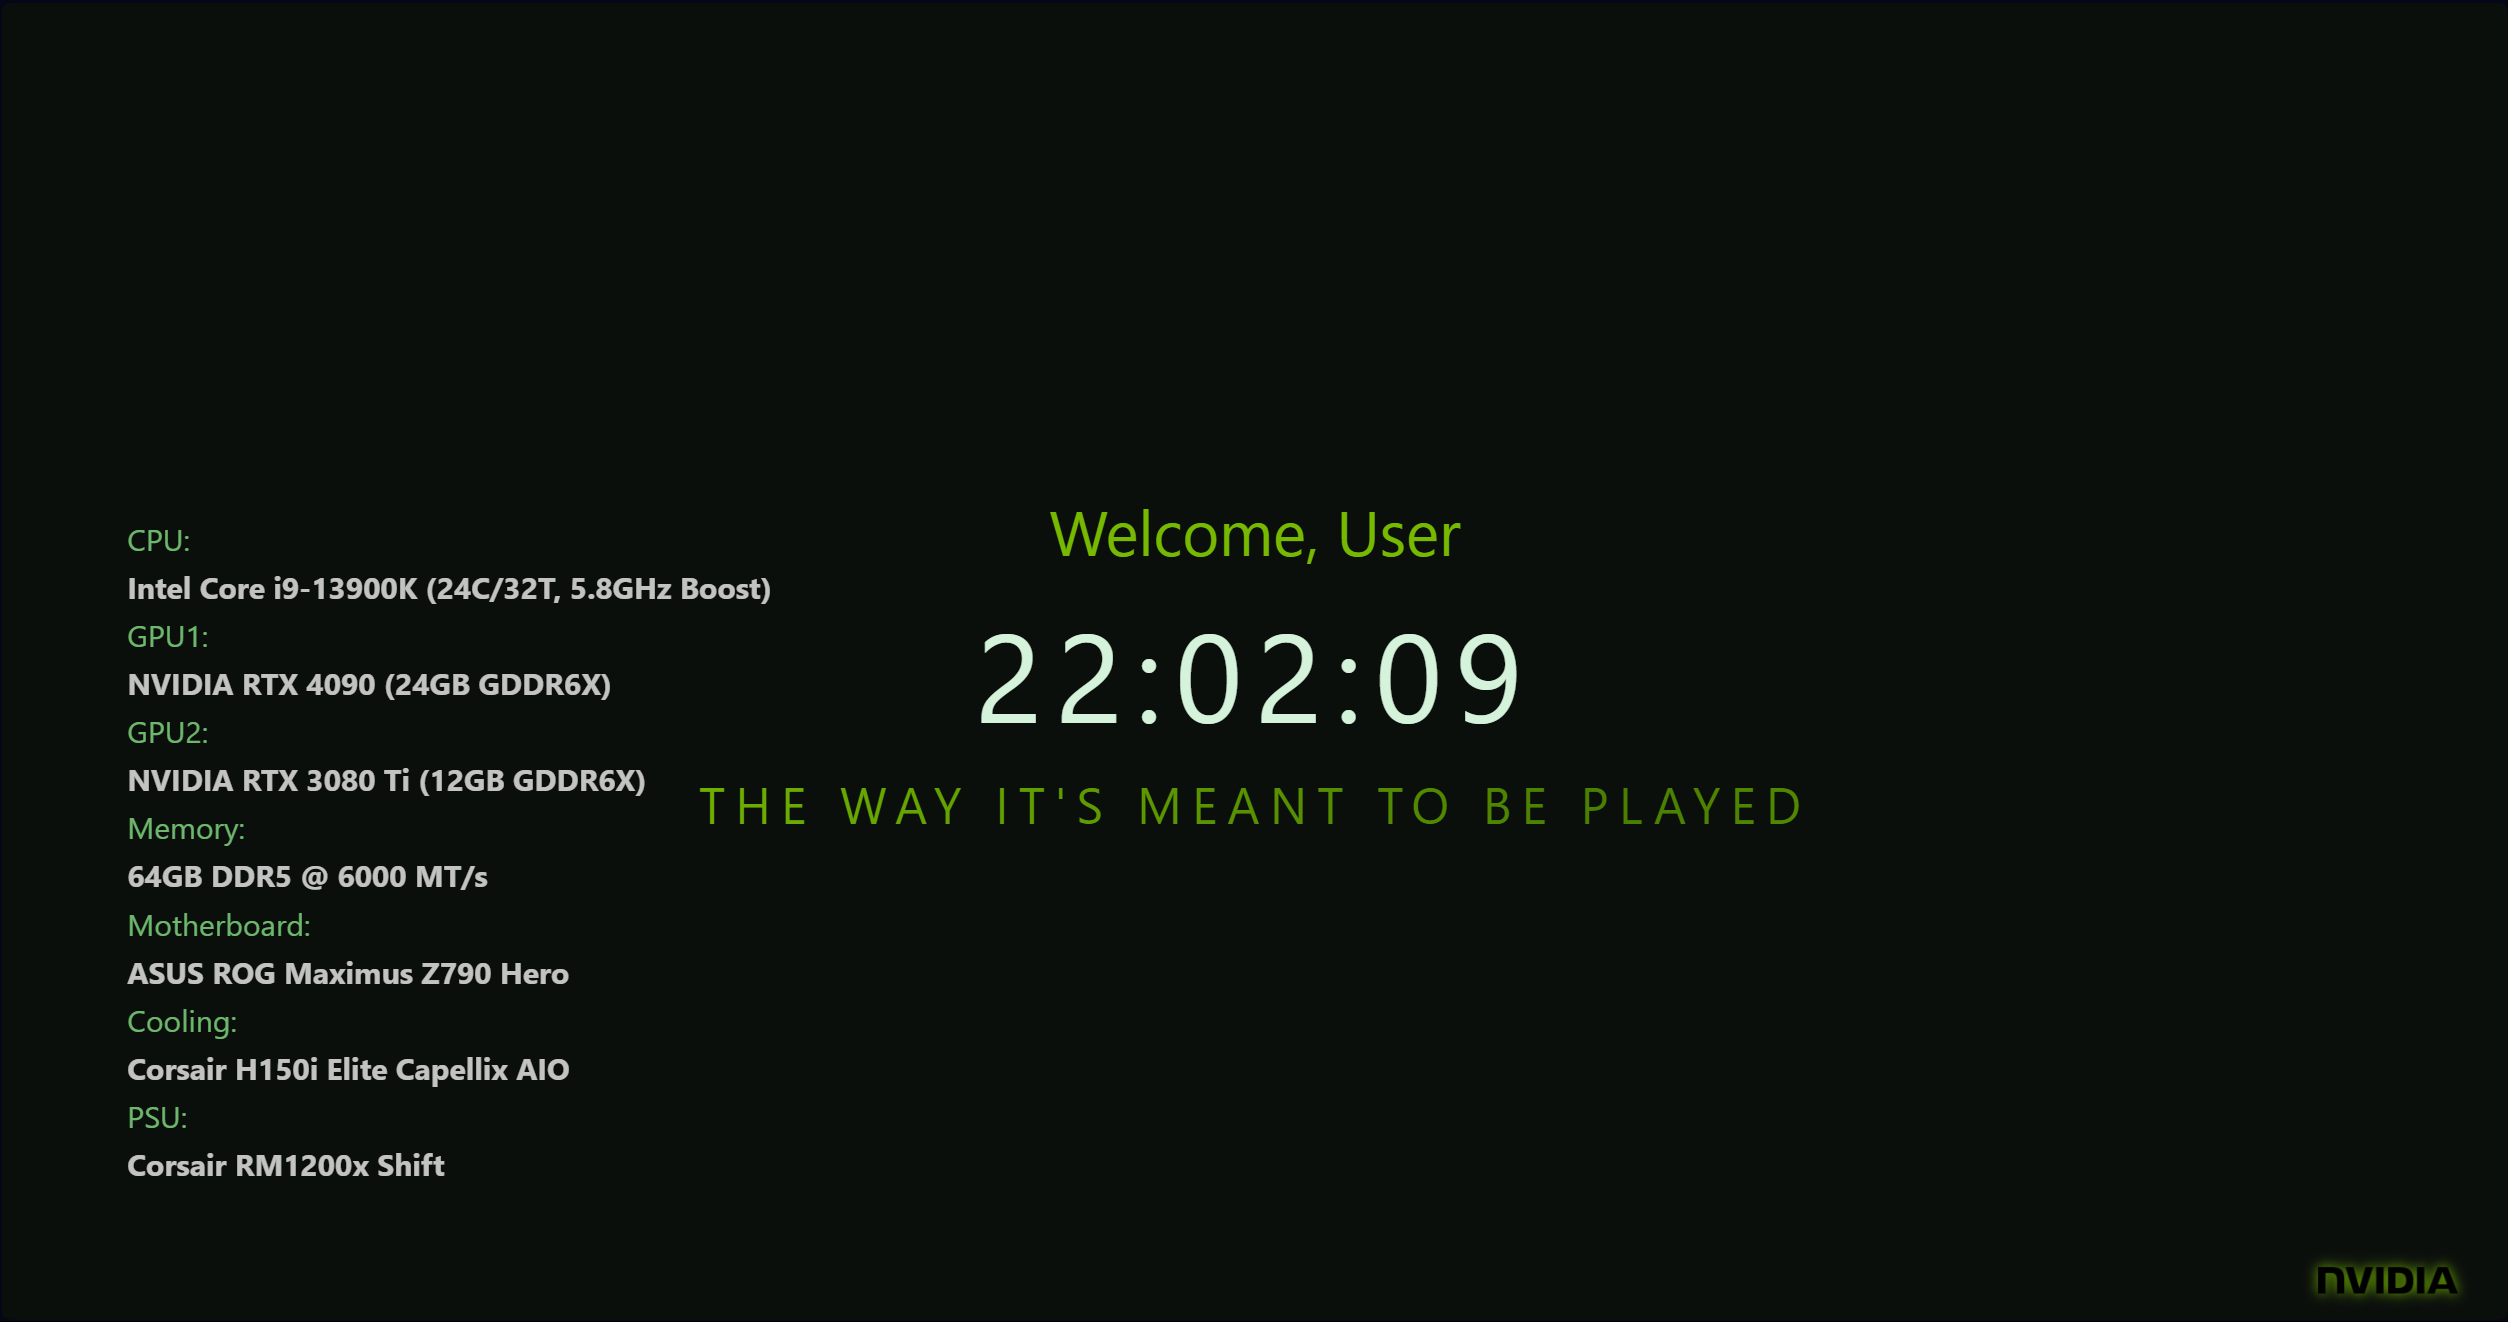 CPU:
Intel Core i9-13900K (24C/32T, 5.8GHz Boost)
GPU1:
NVIDIA RTX 4090 (24GB GDDR6X)
GPU2:
NVIDIA RTX 3080 Ti (12GB GDDR6X)
Memory:
64GB DDR5 @ 6000 MT/s
Motherboard:
ASUS ROG Maximus Z790 Hero
Cooling:
Corsair H150i Elite Capellix AIO
PSU:
Corsair RM1200x Shift
Welcome, User
22:02:09
THE WAY IT'S MEANT TO BE PLAYED
NVIDIA